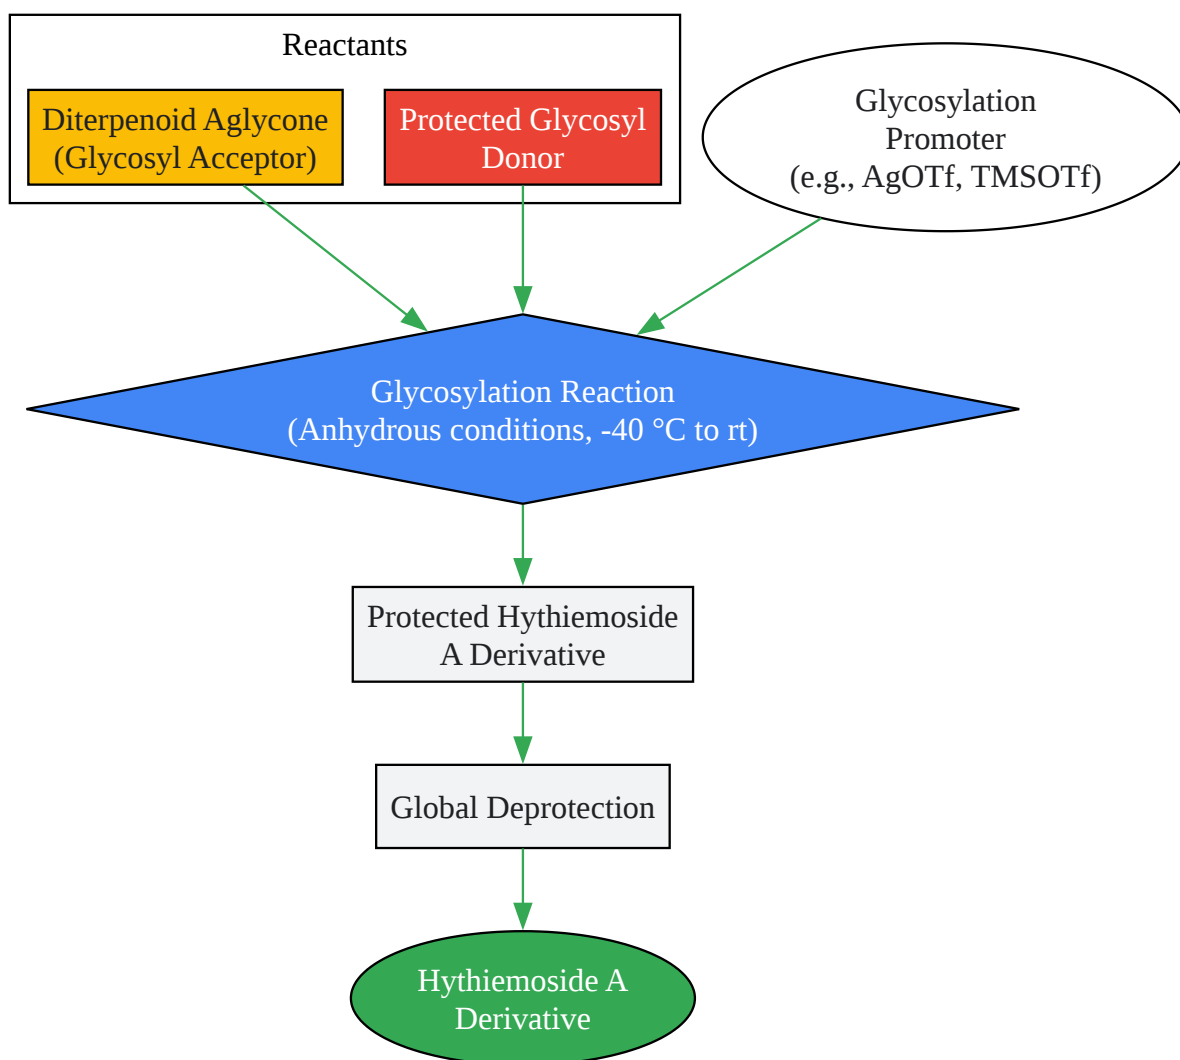 Reactants
Diterpenoid Aglycone
(Glycosyl Acceptor)
Protected Glycosyl
Donor
Glycosylation
Promoter
(e.g., AgOTf, TMSOTf)
Glycosylation Reaction
(Anhydrous conditions, -40 °C to rt)
Protected Hythiemoside
A Derivative
Global Deprotection
Hythiemoside A
Derivative